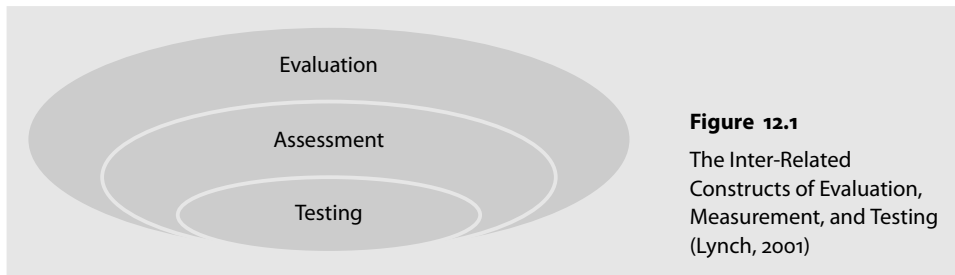 Evaluation
Assessment
Testing
Figure 12.1
The Inter-Related
Constructs of Evaluation,
Measurement, and Testing
(Lynch, 2001)